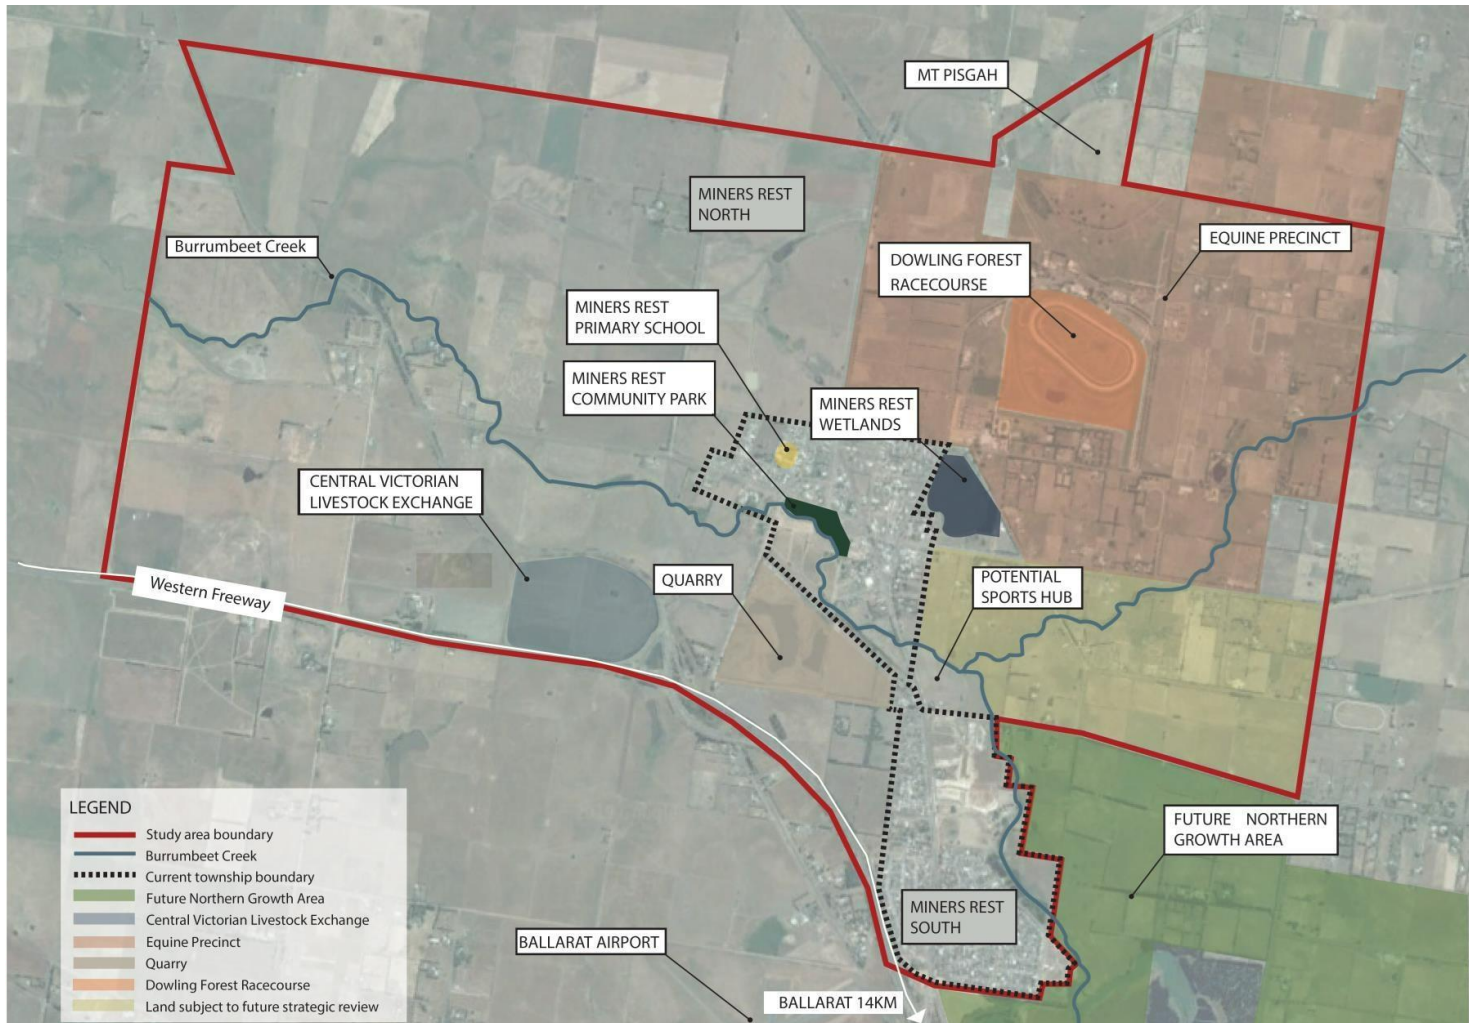 MT PISGAH
MINERS REST
NORTH
Burrumbeet Creek
EQUINE PRECINCT
DOWLING FOREST
RACECOURSE
MINERS REST
PRIMARY SCHOOL
MINERS REST
COMMUNITY PARK
MINERS REST
WETLANDS
CENTRAL VICTORIAN
LIVESTOCK EXCHANGE
QUARRY
POTENTIAL
SPORTS HUB
Western Freeway
FUTURE NORTHERN
GROWTH AREA
MINERS REST
SOUTH
BALLARAT AIRPORT
BALLARAT 14KM
LEGEND
Study area boundary
Burrumbeet Creek
Current township boundary
Future Northern Growth Area
Central Victorian Livestock Exchange
Equine Precinct
Quarry
Dowling Forest Racecourse
Land subject to future strategic review